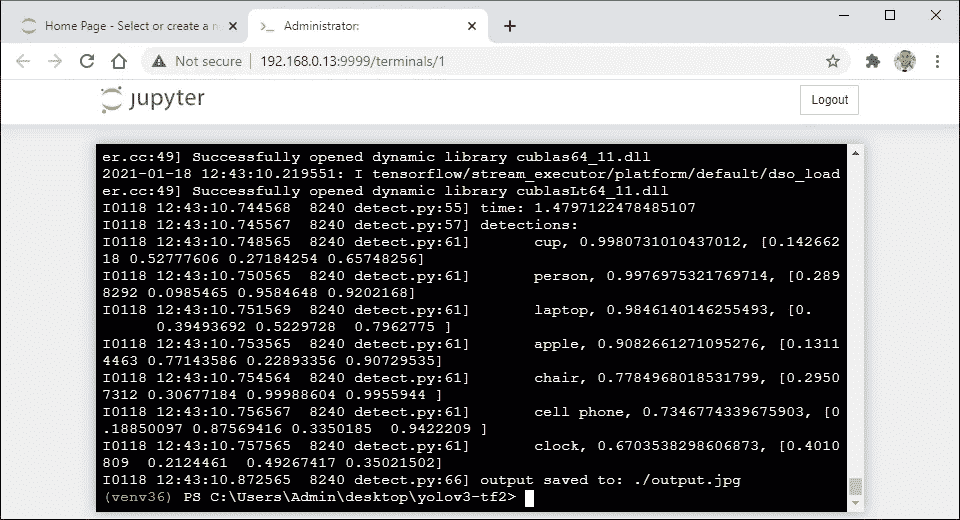 Home Page - Select or create a n
Administrator:
Not secure | 192.168.0.13:9999/terminals/1
jupyter
Logout
er.cc:49] Successfully opened dynamic library cublas64_11.dll
2021-01-18 12:43:10.219551: I tensorflow/stream_executor/platform/default/dso_load
er.cc:49] Successfully opened dynamic library cublasLt64_11.dll
I0118 12:43:10.744568  8240 detect.py:55] time: 1.4797122478485107
I0118 12:43:10.745567  8240 detect.py:57] detections:
I0118 12:43:10.748565  8240 detect.py:61]       cup, 0.9980731010437012, [0.142662
18 0.52777606 0.27184254 0.65748256]
I0118 12:43:10.750565  8240 detect.py:61]       person, 0.9976975321769714, [0.289
8292 0.0985465 0.9584648 0.9202168]
I0118 12:43:10.751569  8240 detect.py:61]       laptop, 0.9846140146255493, [0.
      0.39493692 0.5229728  0.7962775 ]
I0118 12:43:10.753565  8240 detect.py:61]       apple, 0.9082661271095276, [0.1311
4463 0.77143586 0.22893356 0.90729535]
I0118 12:43:10.754564  8240 detect.py:61]       chair, 0.7784968018531799, [0.2950
7312 0.30677184 0.99988604 0.9955944 ]
I0118 12:43:10.756567  8240 detect.py:61]       cell phone, 0.7346774339675903, [0
.18850097 0.87569416 0.3350185  0.9422209 ]
I0118 12:43:10.757565  8240 detect.py:61]       clock, 0.6703538298606873, [0.4010
809  0.2124461  0.49267417 0.35021502]
I0118 12:43:10.872565  8240 detect.py:66] output saved to: ./output.jpg
(venv36) PS C:\Users\Admin\desktop\yolov3-tf2>